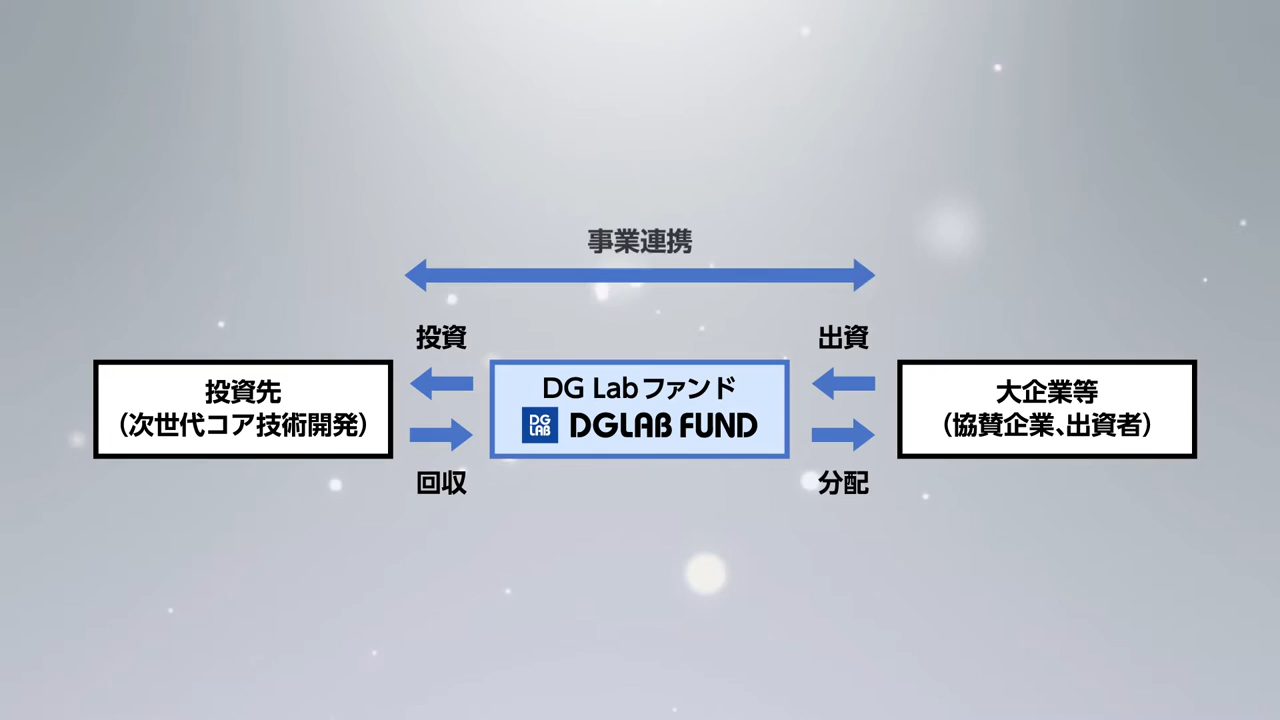 事業連携
投資
出資
投資先
（次世代コア技術開発）
DG Labファンド
DG
LAB
DGLAB FUND
大企業等
（協賛企業、出資者）
回収
分配